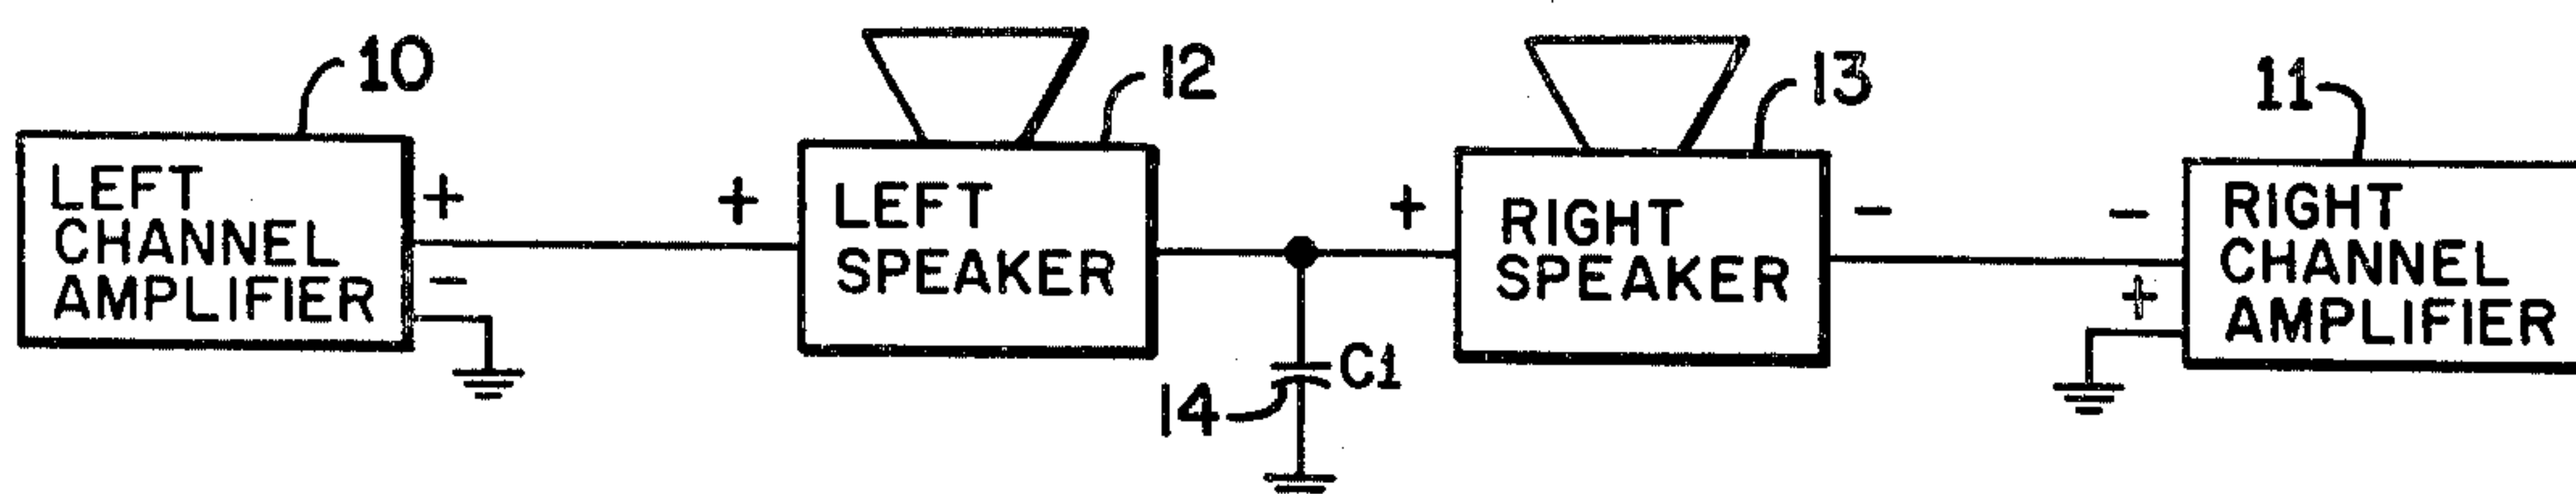 10
12
13
11
LEFT
CHANNEL
AMPLIFIER
+
-
+
LEFT
SPEAKER
+
RIGHT
SPEAKER
-
-
+
RIGHT
CHANNEL
AMPLIFIER
C1
14